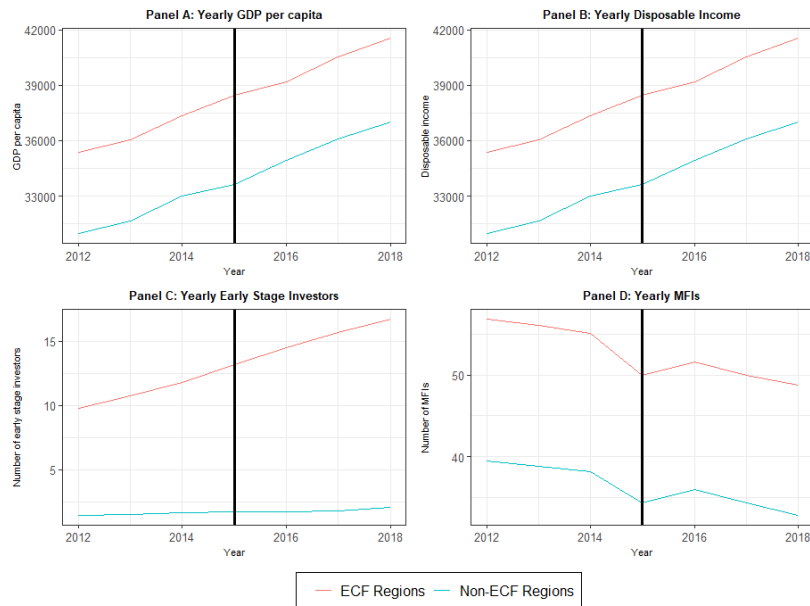 Panel A: Yearly GDP per capita
42000
39000
36000
33000
GDP per capita
2012 2014 2016 2018
Year
Panel B: Yearly Disposable Income
42000
39000
36000
33000
Disposable income
2012 2014 2016 2018
Year
Panel C: Yearly Early Stage Investors
15
10
5
Number of early stage investors
2012 2014 2016 2018
Year
Panel D: Yearly MFIs
50
40
Number of MFIs
2012 2014 2016 2018
Year
ECF Regions Non-ECF Regions